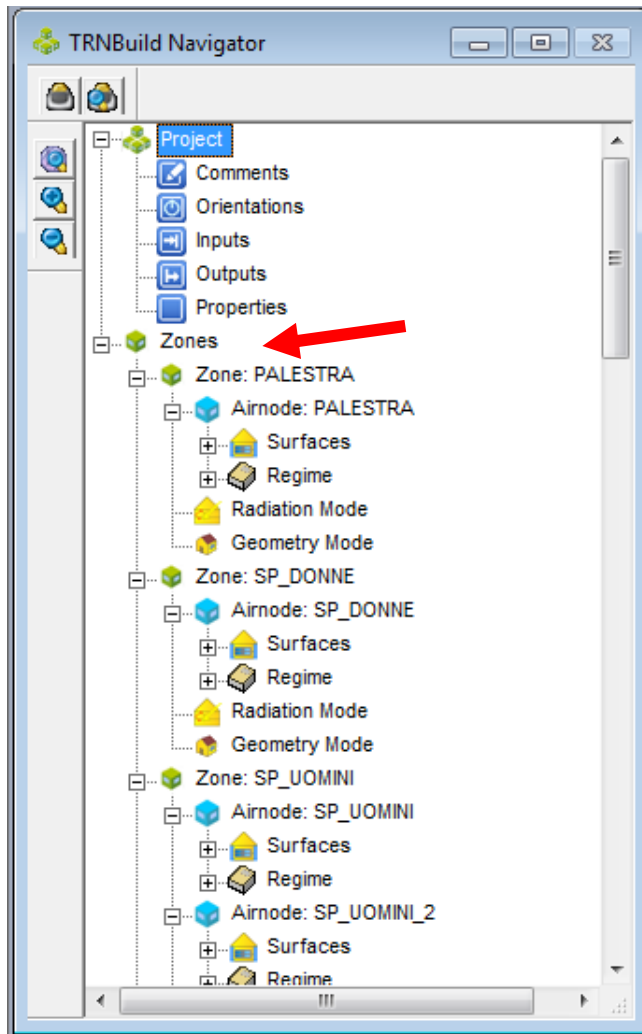 TRNBuild Navigator
Project
Comments
Orientations
Inputs
Outputs
Properties
Zones
Zone: PALESTRA
Airnode: PALESTRA
Surfaces
Regime
Radiation Mode
Geometry Mode
Zone: SP_DONNE
Airnode: SP_DONNE
Surfaces
Regime
Radiation Mode
Geometry Mode
Zone: SP_UOMINI
Airnode: SP_UOMINI
Surfaces
Regime
Airnode: SP_UOMINI_2
Surfaces
Regime